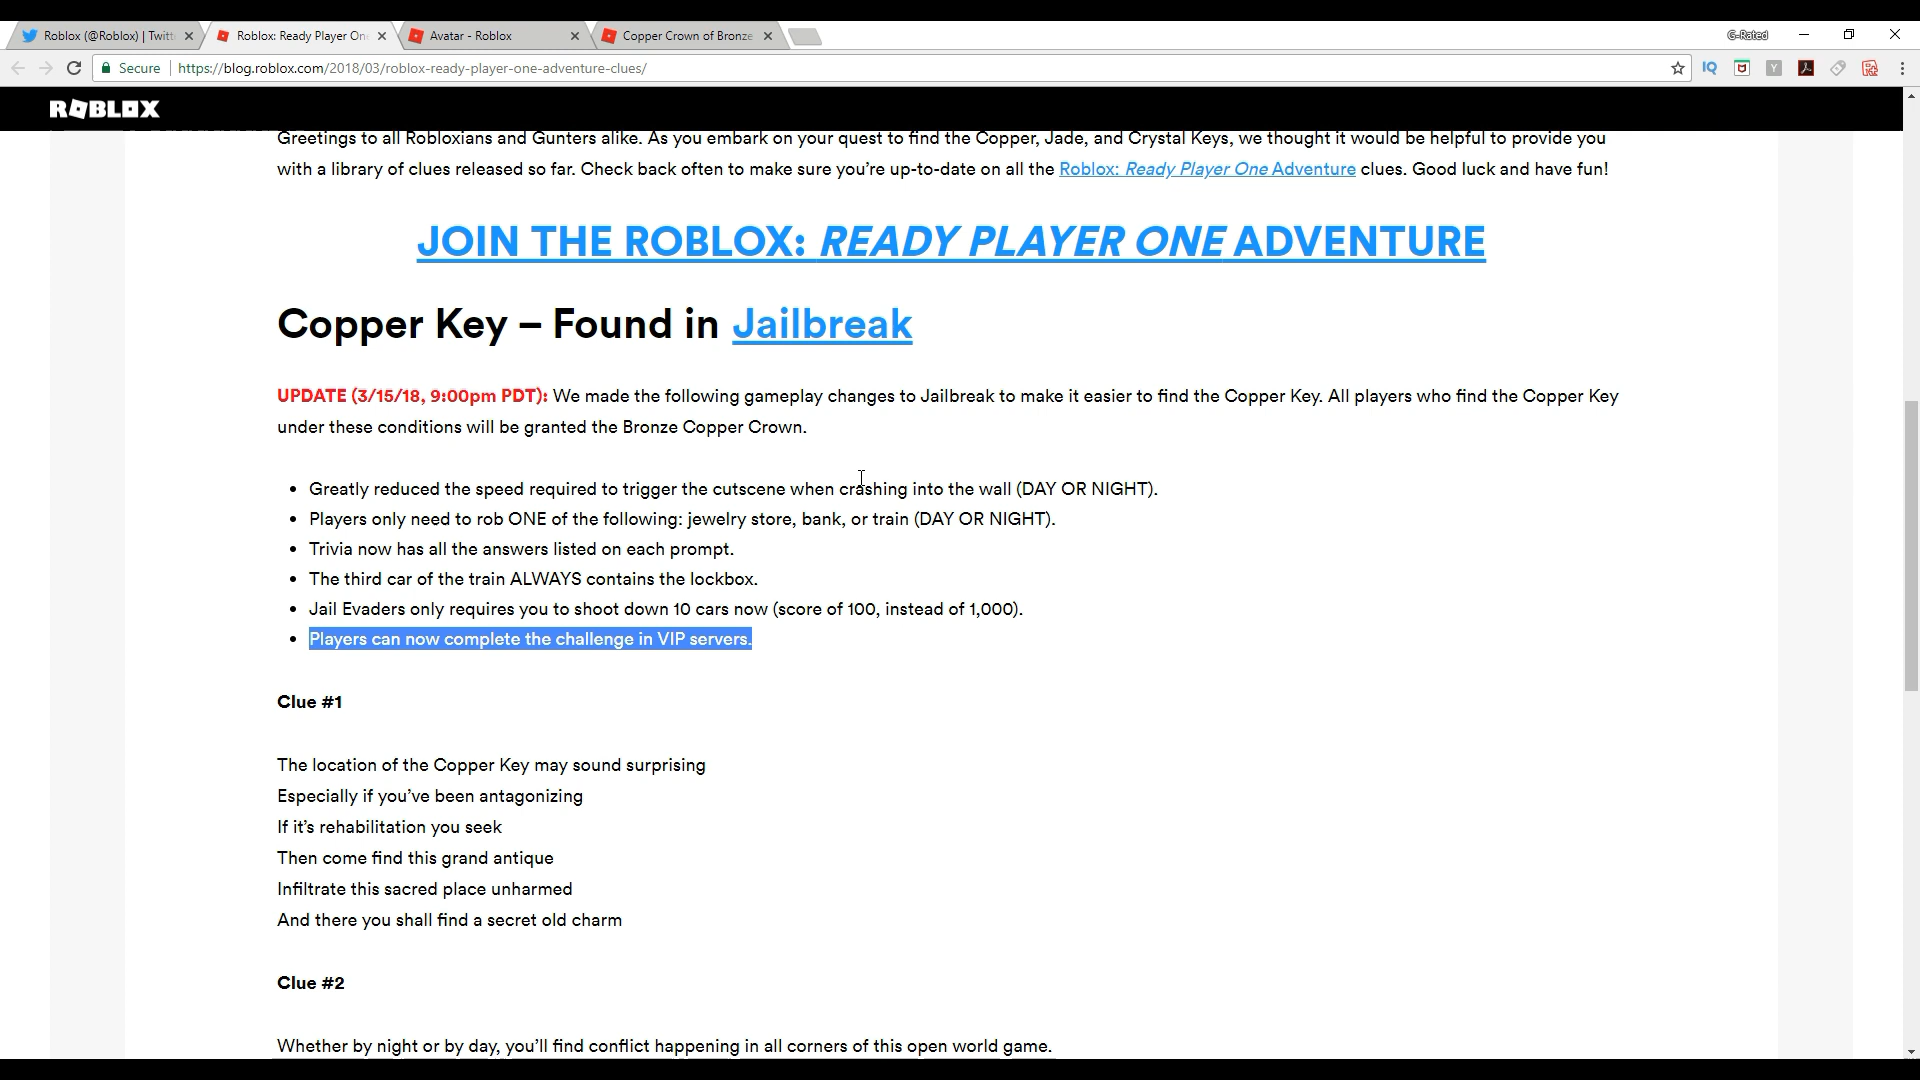 Roblox (@Roblox) | Twitt
Roblox: Ready Player On
Avatar - Roblox
Copper Crown of Bronze
G-Rated
Secure
https://blog.roblox.com/2018/03/roblox-ready-player-one-adventure-clues/
IQ
Y
ROBLOX
Greetings to all Robloxians and Gunters alike. As you embark on your quest to find the Copper, Jade, and Crystal Keys, we thought it would be helpful to provide you
with a library of clues released so far. Check back often to make sure you’re up-to-date on all the Roblox: Ready Player One Adventure clues. Good luck and have fun!
JOIN THE ROBLOX: READY PLAYER ONE ADVENTURE
Copper Key – Found in Jailbreak
UPDATE (3/15/18, 9:00pm PDT): We made the following gameplay changes to Jailbreak to make it easier to find the Copper Key. All players who find the Copper Key
under these conditions will be granted the Bronze Copper Crown.
• Greatly reduced the speed required to trigger the cutscene when crashing into the wall (DAY OR NIGHT).
• Players only need to rob ONE of the following: jewelry store, bank, or train (DAY OR NIGHT).
• Trivia now has all the answers listed on each prompt.
• The third car of the train ALWAYS contains the lockbox.
• Jail Evaders only requires you to shoot down 10 cars now (score of 100, instead of 1,000).
• Players can now complete the challenge in VIP servers.
Clue #1
The location of the Copper Key may sound surprising
Especially if you’ve been antagonizing
If it’s rehabilitation you seek
Then come find this grand antique
Infiltrate this sacred place unharmed
And there you shall find a secret old charm
Clue #2
Whether by night or by day, you’ll find conflict happening in all corners of this open world game.